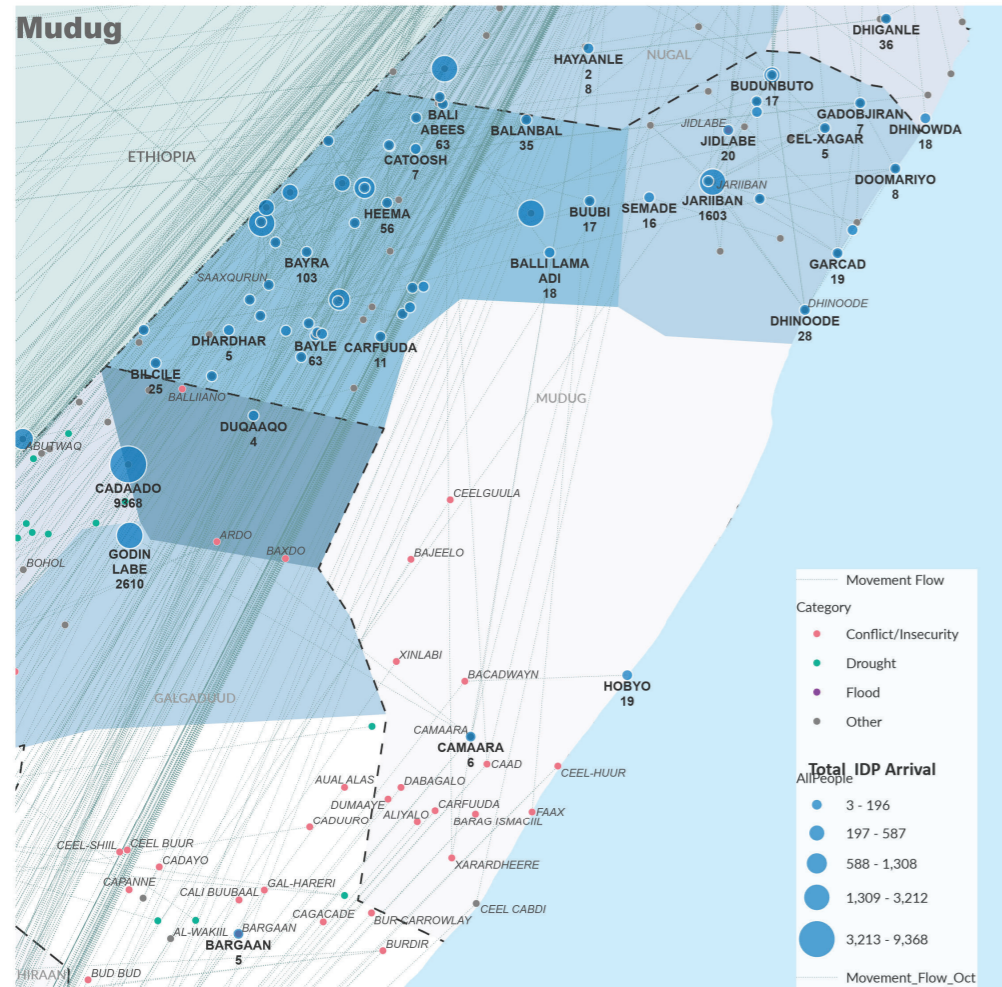 Mudug
DHIGANLE
36
HAYAANLE
2
8
NUGAL
BUDUNBUTO
17
BALI
ABEES
63
BALANBAL
35
GADOBJIRAN
7
JIDLABE
JIDLABE
20
CEL-XAGAR
5
DHINOWDA
18
ETHIOPIA
CATOOSH
7
DOOMARIYO
8
JARIIBAN
JARIIBAN
1603
HEEMA
56
BUUBI
17
SEMADE
16
BAYRA
103
SAAXQURUN
BALLI LAMA
ADI
18
GARCAD
19
DHINOODE
DHINOODE
28
DHARDHAR
5
BAYLE
63
CARFUUDA
11
BILCILE
25
BALLIIANO
MUDUG
DUQAAQO
4
ABUTWAQ
CADAADO
9368
CEELGUULA
ARDO
BAXDO
BAJEELO
GODIN
LABE
2610
BOHOL
XINLABI
BACADWAYN
HOBYO
19
GALGADUUD
CAMAARA
CAMAARA
6
CAAD
CEEL-HUUR
AUALALAS
DABAGALO
DUMAAYE
CARFUUDA
ALIYALO
BARAG ISMACIIL
FAAX
CADUURO
CEEL-SHIIL
CEEL BUUR
CADAYO
XARARDHEERE
CAPANNE
CALI BUUBAAL
GAL-HARERI
CEEL CABDI
CAGACADE
BUR CARROWLAY
AL-WAKIIL
BARGAAN
BARGAAN
5
BURDIR
HIRAAN
BUD BUD
Movement Flow
Category
Conflict/Insecurity
Drought
Flood
Other
Total IDP Arrival
AllPeople
3 - 196
197 - 587
588 - 1,308
1,309 - 3,212
3,213 - 9,368
Movement_Flow_Oct